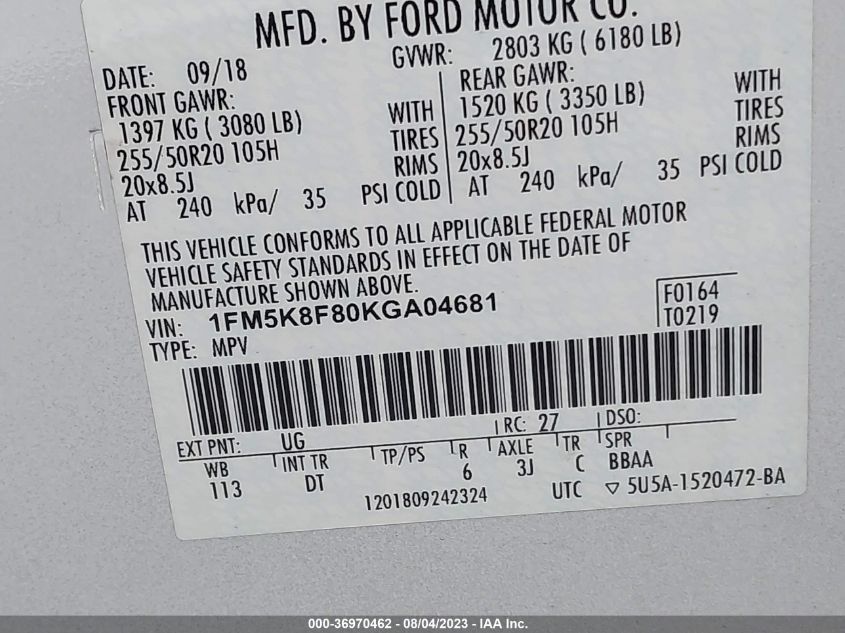 MFD. BY FORD MOTOR CO.
DATE: 09/18 GVWR: 2803 KG ( 6180 LB)
FRONT GAWR: REAR GAWR:
1397 KG ( 3080 LB) WITH 1520 KG ( 3350 LB) WITH
255/50R20 105H TIRES 255/50R20 105H TIRES
20x8.5J RIMS 20x8.5J RIMS
AT 240 kPa/ 35 PSI COLD AT 240 kPa/ 35 PSI COLD
THIS VEHICLE CONFORMS TO ALL APPLICABLE FEDERAL MOTOR
VEHICLE SAFETY STANDARDS IN EFFECT ON THE DATE OF
MANUFACTURE SHOWN ABOVE.
VIN: 1FM5K8F80KGA04681 F0164
TYPE: MPV T0219
EXT PNT: UG RC: 27 DSO:
WB INT TR TP/PS R AXLE TR SPR
113 DT 6 3J C BBAA
1201809242324 UTC ▽ 5U5A-1520472-BA
000-36970462 - 08/04/2023 - IAA Inc.